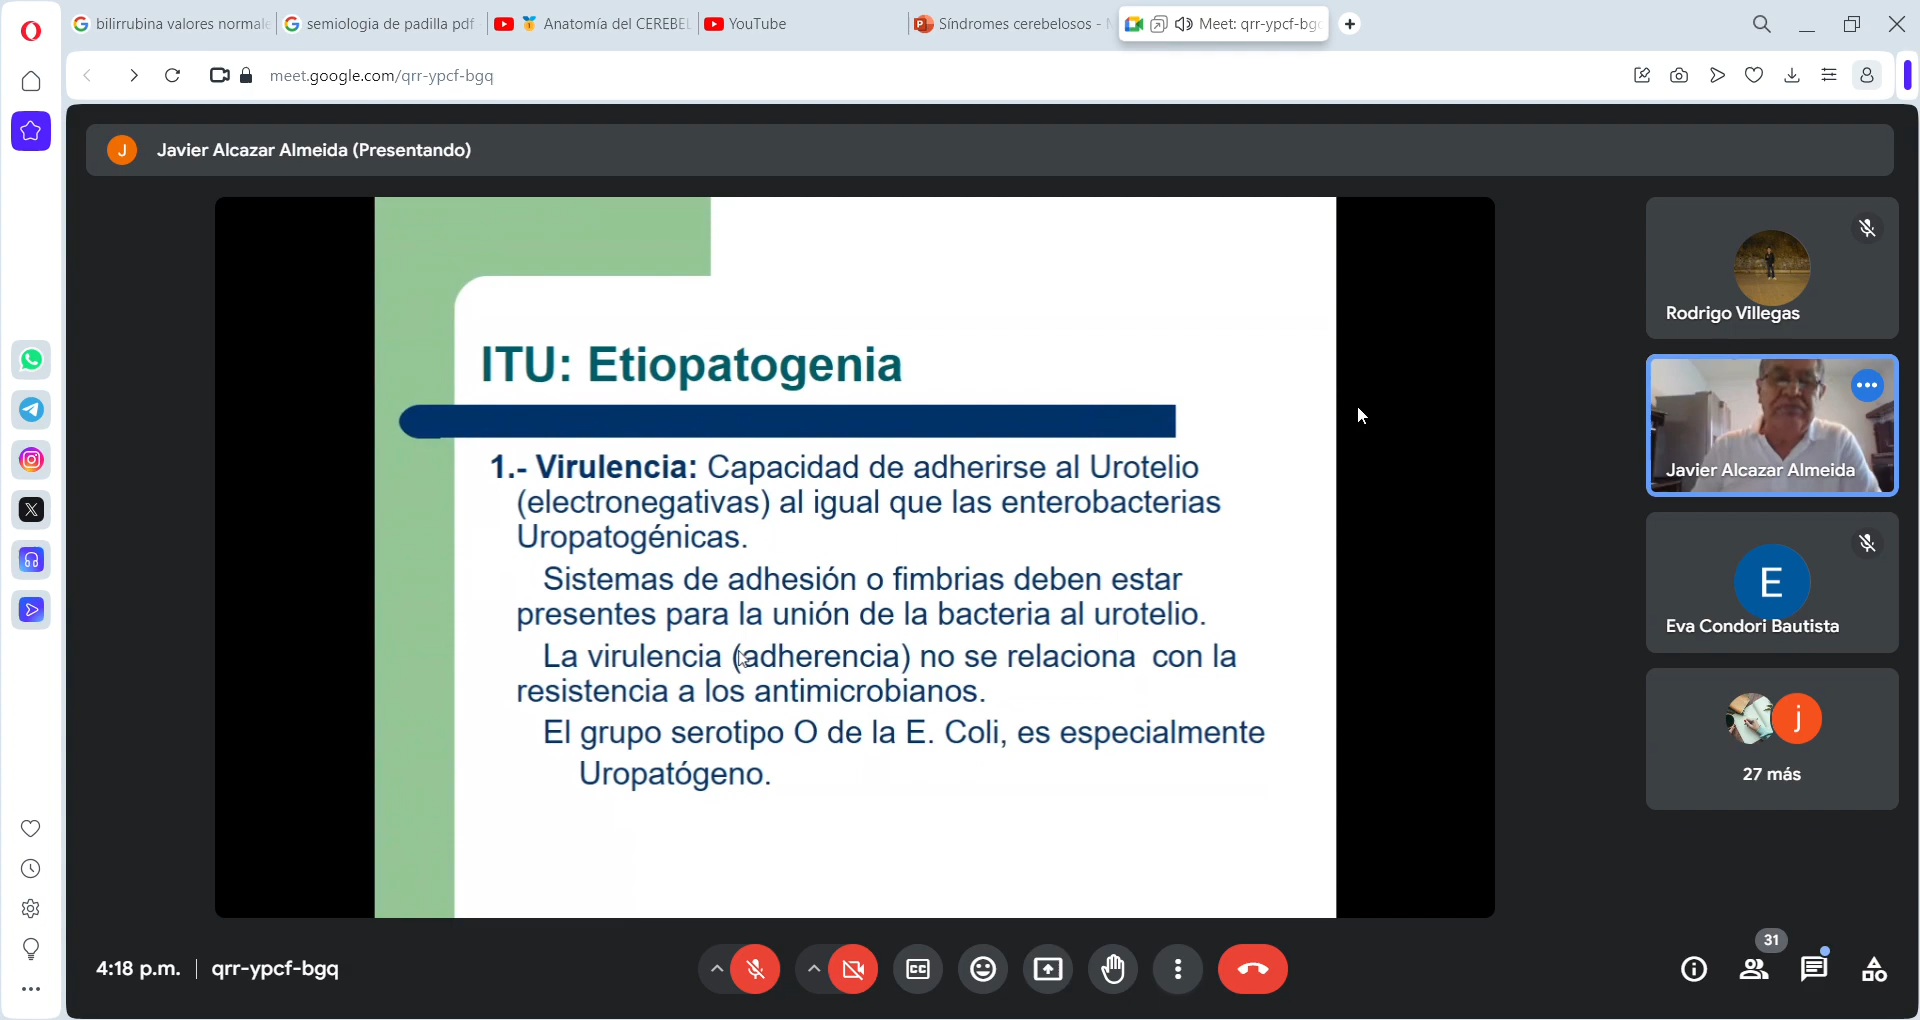 bilirrubina valores normale
semiologia de padilla pdf
Anatomía del CEREBEL
YouTube
Síndromes cerebelosos -
Meet: qrr-ypcf-bgq
meet.google.com/qrr-ypcf-bgq
J
Javier Alcazar Almeida (Presentando)
ITU: Etiopatogenia
1.- Virulencia: Capacidad de adherirse al Urotelio
(electronegativas) al igual que las enterobacterias
Uropatogénicas.
Sistemas de adhesión o fimbrias deben estar
presentes para la unión de la bacteria al urotelio.
La virulencia (adherencia) no se relaciona con la
resistencia a los antimicrobianos.
El grupo serotipo O de la E. Coli, es especialmente
Uropatógeno.
Rodrigo Villegas
Javier Alcazar Almeida
E
Eva Condori Bautista
j
27 más
4:18 p.m.
qrr-ypcf-bgq
CC
31